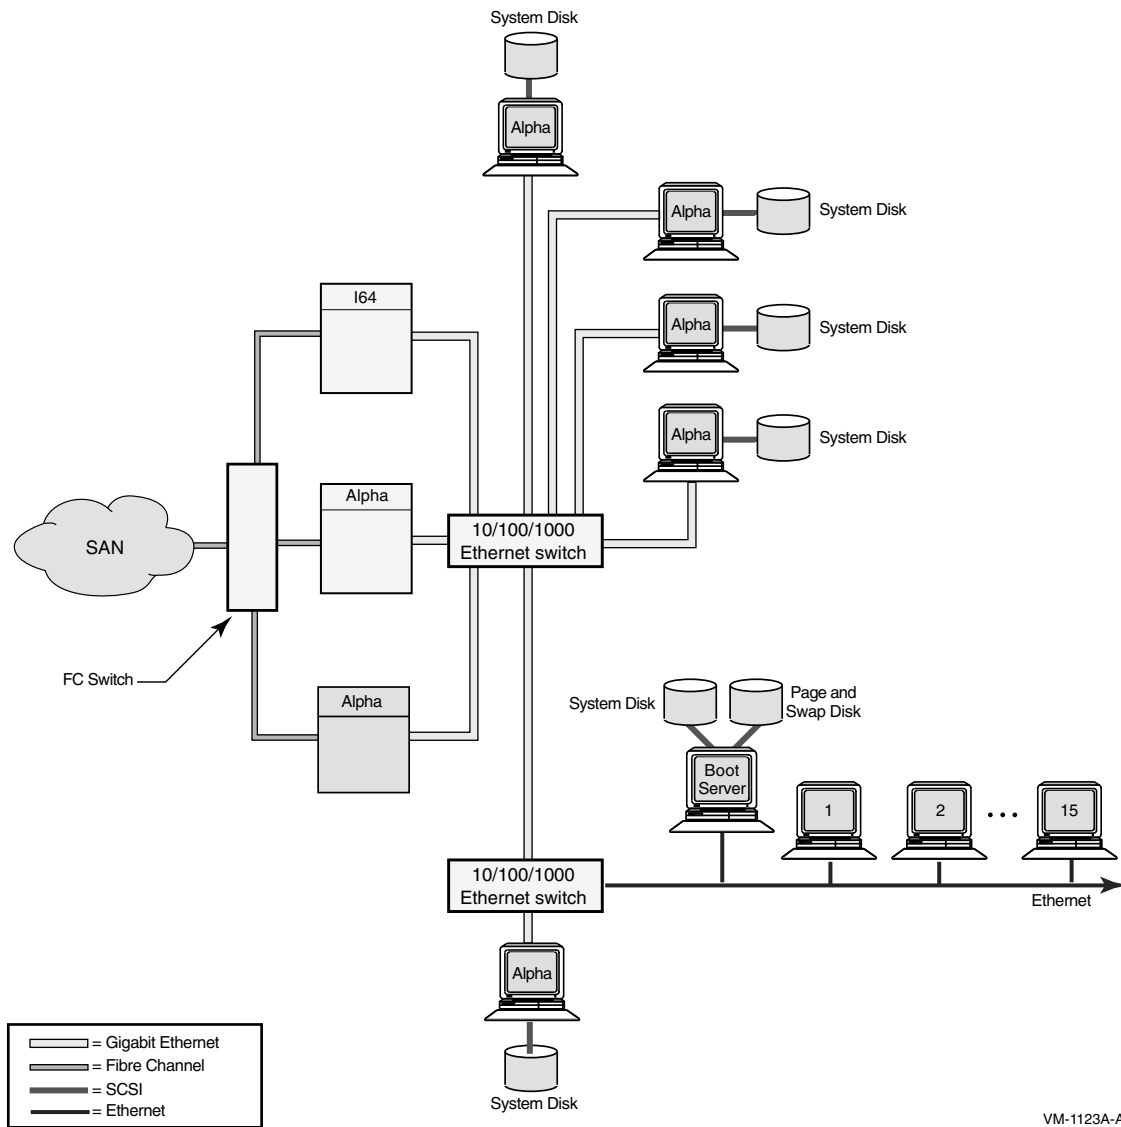 System Disk
Alpha
Alpha
System Disk
I64
Alpha
System Disk
Alpha
System Disk
Alpha
10/100/1000
Ethernet switch
SAN
FC Switch
Alpha
System Disk
Page and
Swap Disk
Boot
Server
1
2
• • •
15
10/100/1000
Ethernet switch
Ethernet
Alpha
System Disk
= Gigabit Ethernet
= Fibre Channel
= SCSI
= Ethernet
VM-1123A-A